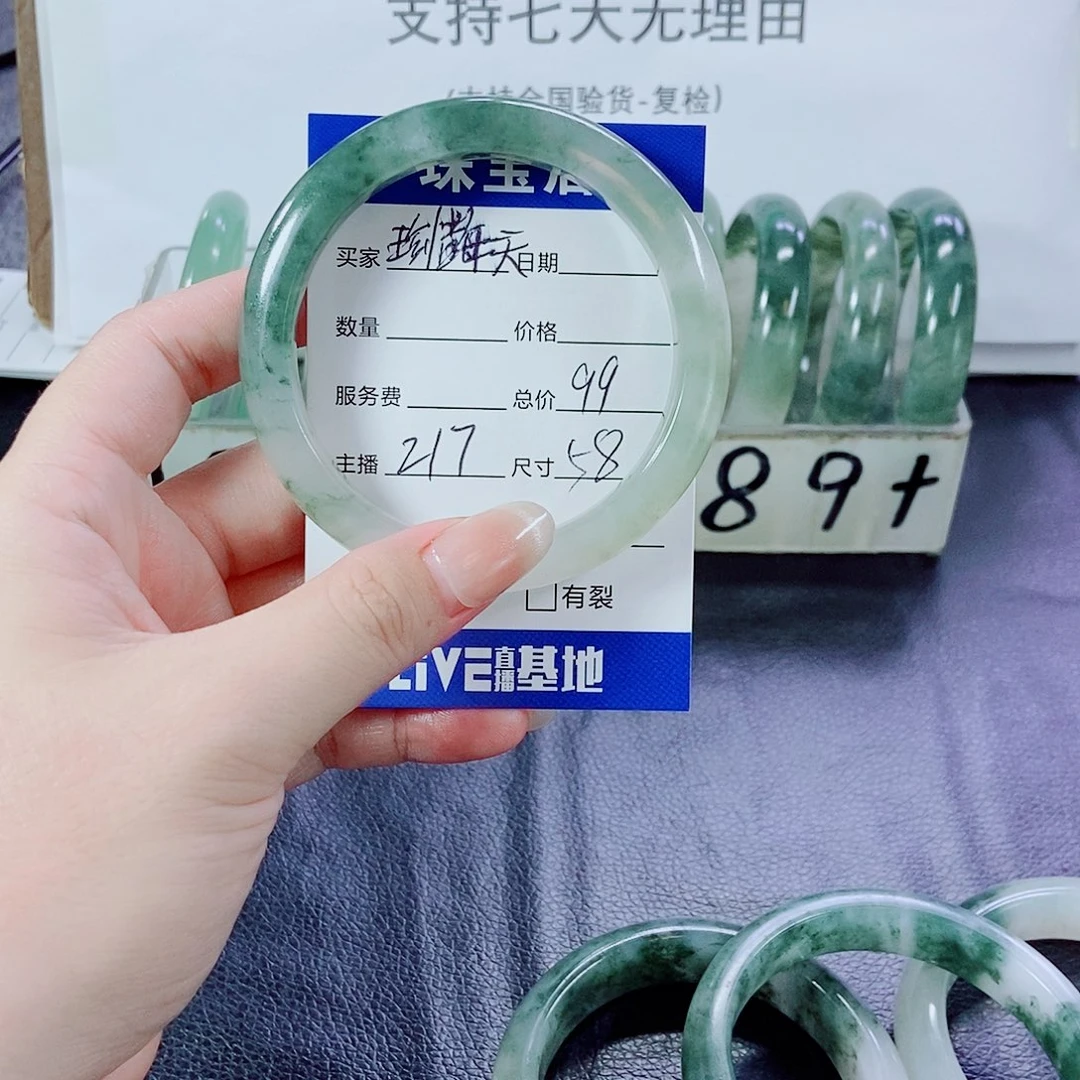 支持七天无理由
(支持全国验货-复检)
珠宝
买家 日期
数量 价格
服务费 总价 99
主播 217 尺寸 58
有裂
LIVE直播基地
89+